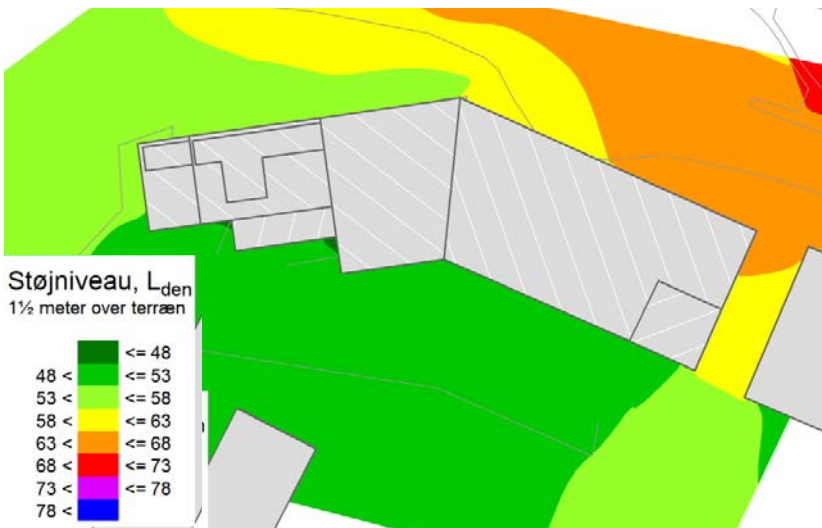 Støjniveau, Lden
1½ meter over terræn
<= 48
48 < <= 53
53 < <= 58
58 < <= 63
63 < <= 68
68 < <= 73
73 < <= 78
78 <